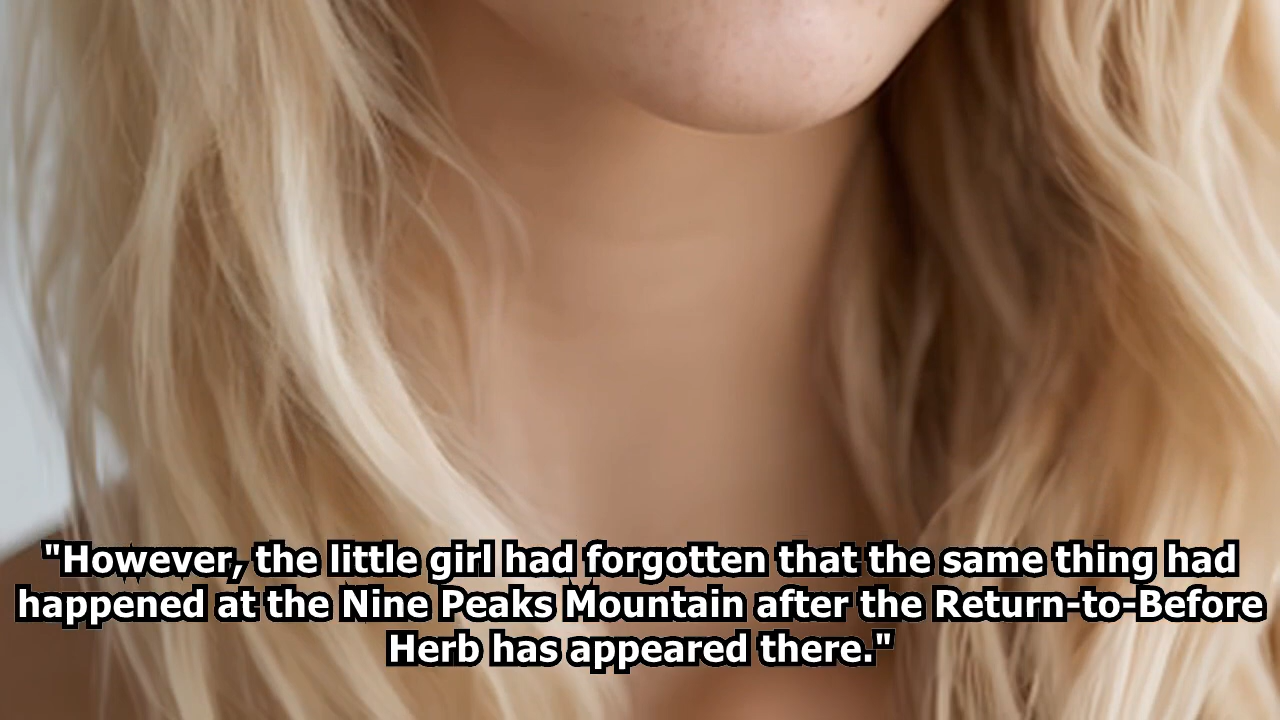 "However, the little girl had forgotten that the same thing had
happened at the Nine Peaks Mountain after the Return-to-Before
Herb has appeared there."